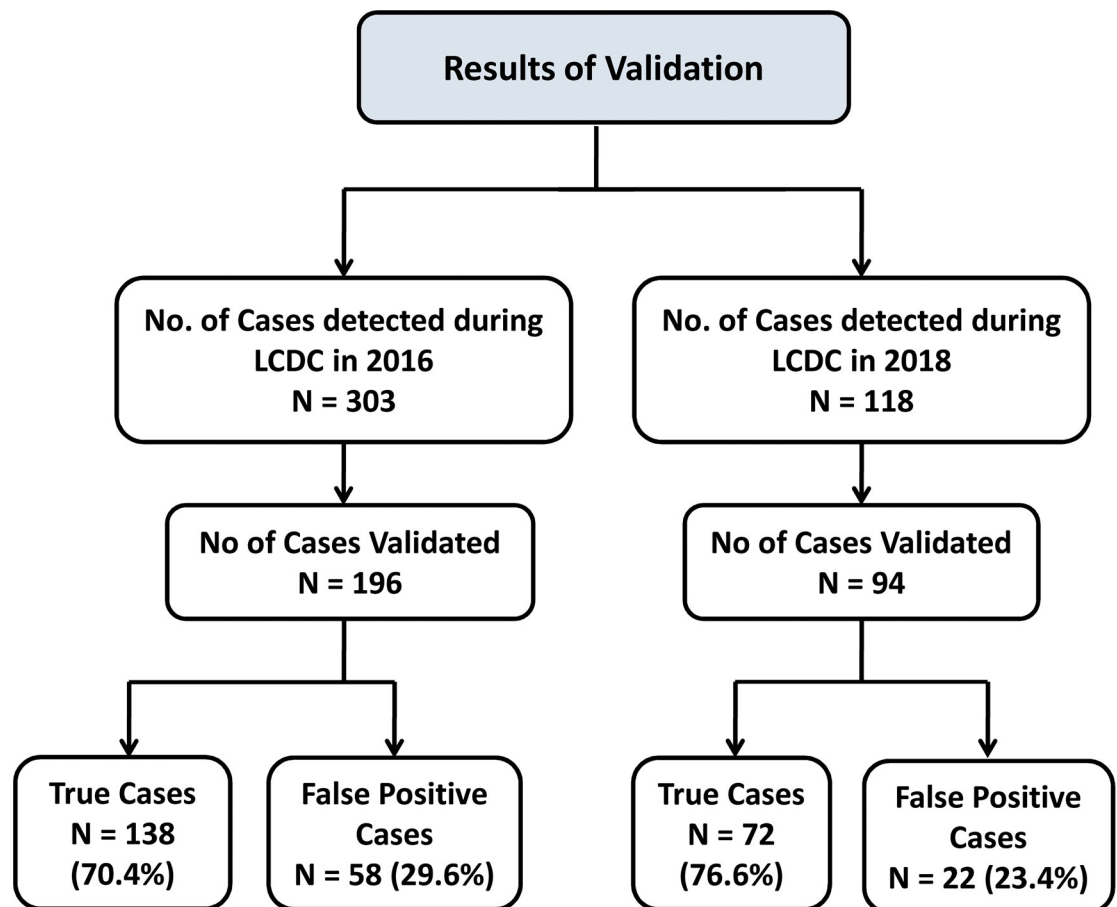 Results of Validation
No. of Cases detected during
LCDC in 2016
N = 303
No. of Cases detected during
LCDC in 2018
N = 118
No of Cases Validated
N = 196
No of Cases Validated
N = 94
True Cases
N = 138
(70.4%)
False Positive
Cases
N = 58 (29.6%)
True Cases
N = 72
(76.6%)
False Positive
Cases
N = 22 (23.4%)